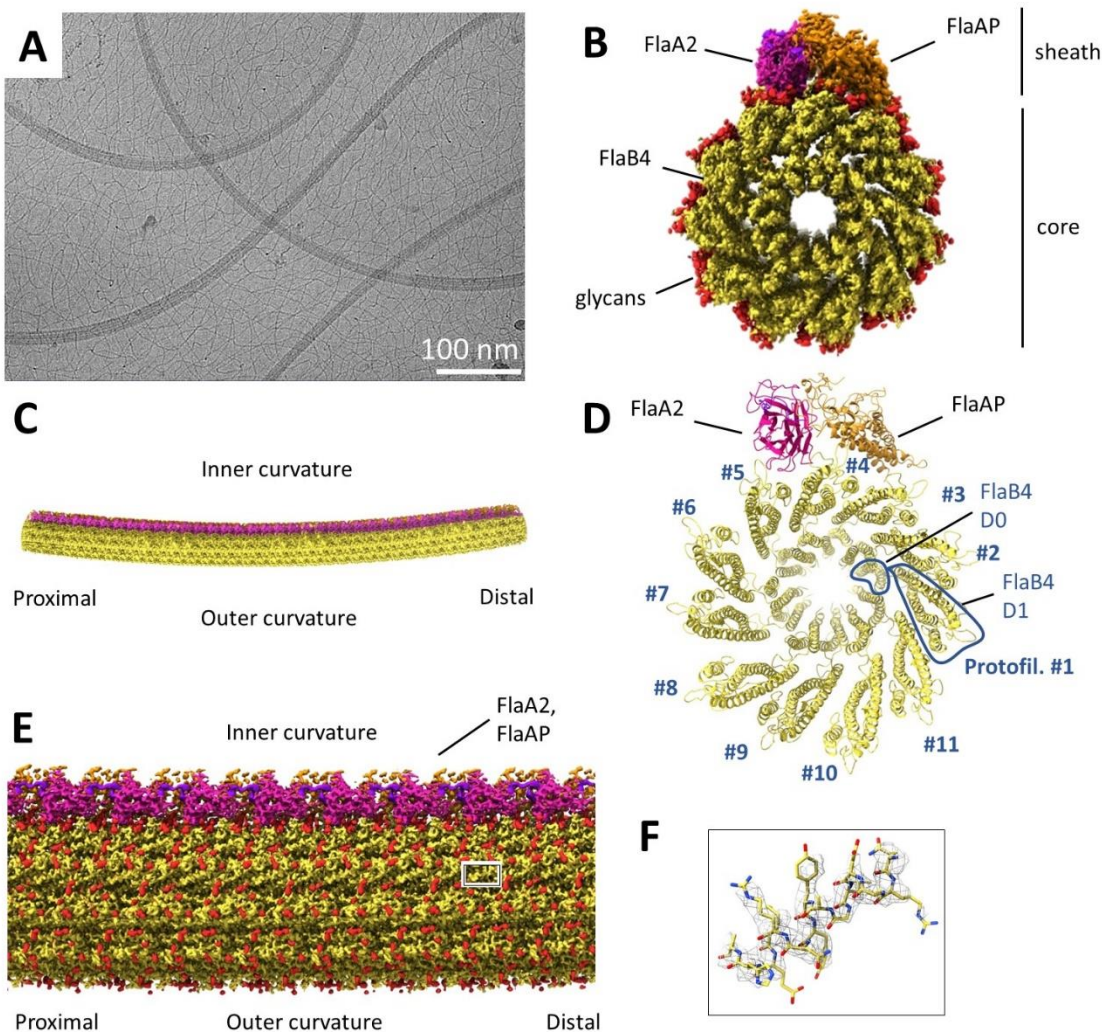 A
100 nm
B
FlaA2
FlaAP
sheath
FlaB4
core
glycans
C
Inner curvature
Proximal
Distal
Outer curvature
D
FlaA2
FlaAP
#5
#4
#6
#3
FlaB4
D0
#2
#7
FlaB4
D1
Protofil. #1
#8
#9
#10
#11
E
FlaA2,
FlaAP
Inner curvature
Proximal
Outer curvature
Distal
F